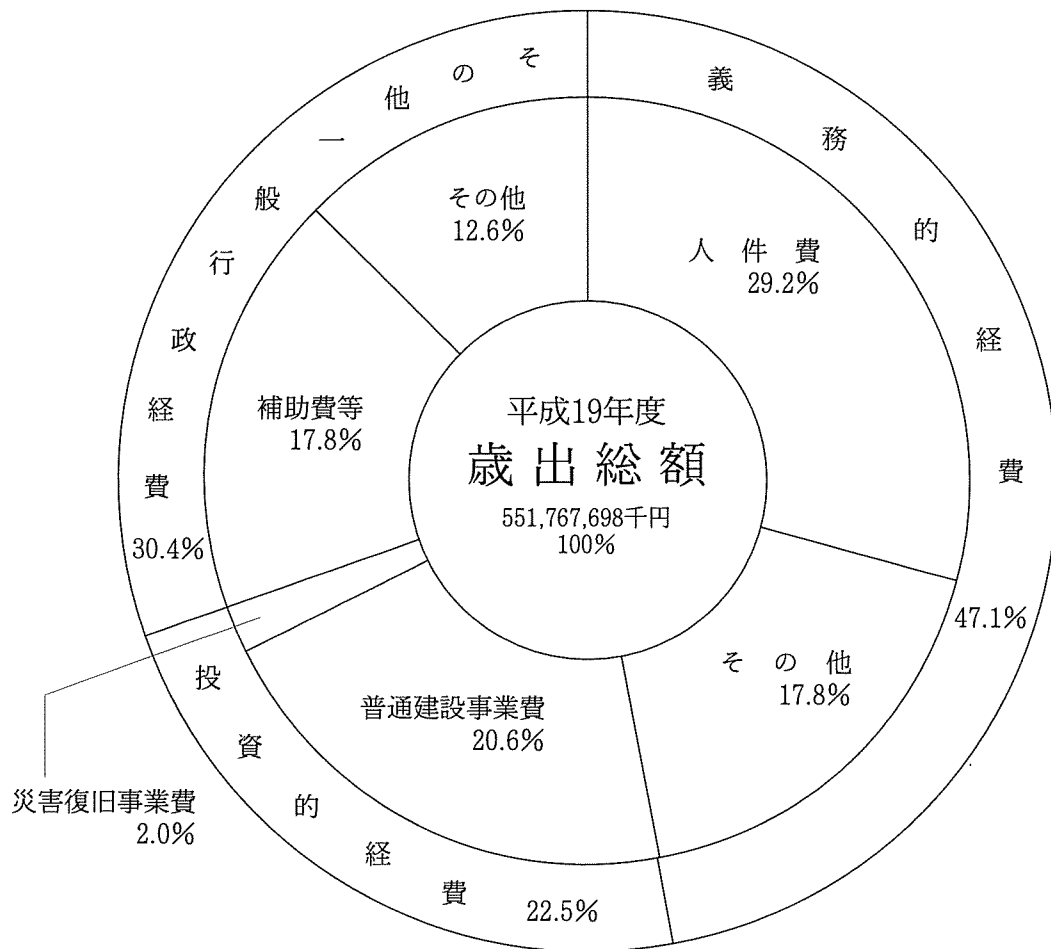 平成19年度
歳出総額
551,767,698千円
100%
義務的経費
47.1%
人件費
29.2%
その他
17.8%
投資的経費
22.5%
普通建設事業費
20.6%
災害復旧事業費
2.0%
その他の一般行政経費
30.4%
補助費等
17.8%
その他
12.6%